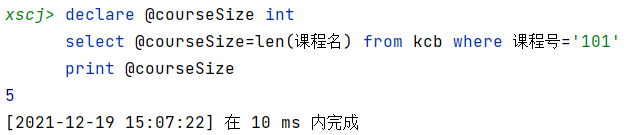 xscj> declare @courseSize int
select @courseSize=len(课程名) from kcb where 课程号='101'
print @courseSize
5
[2021-12-19 15:07:22] 在 10 ms 内完成